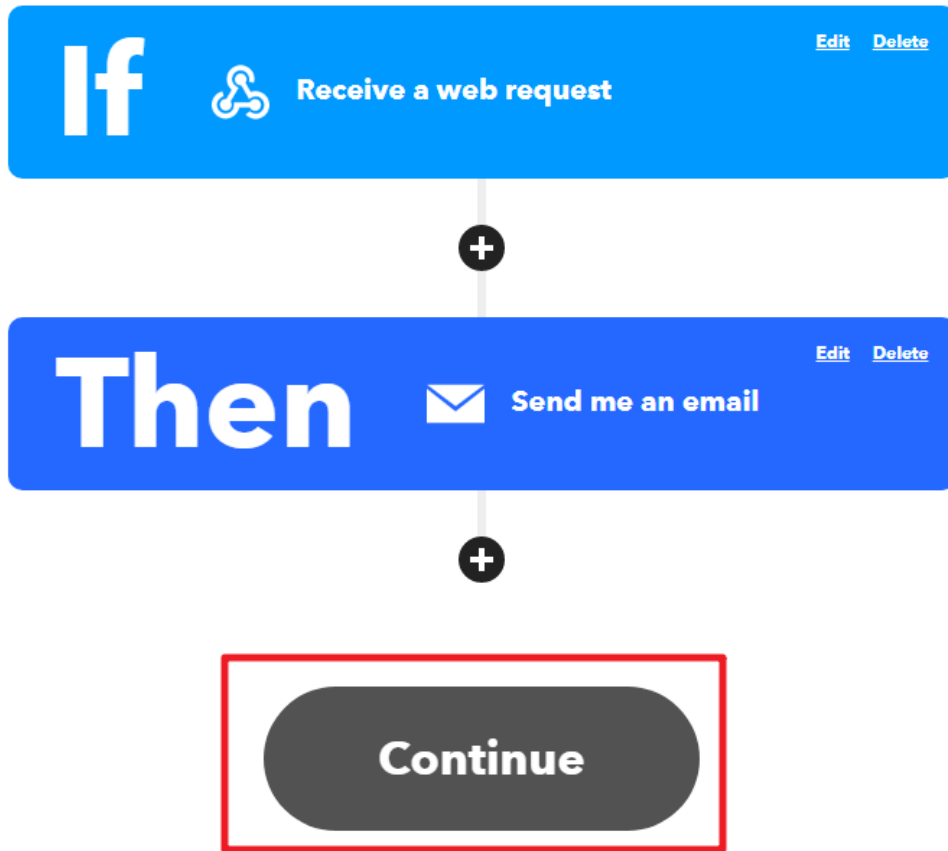 Edit Delete
If Receive a web request
Edit Delete
Then Send me an email
Continue